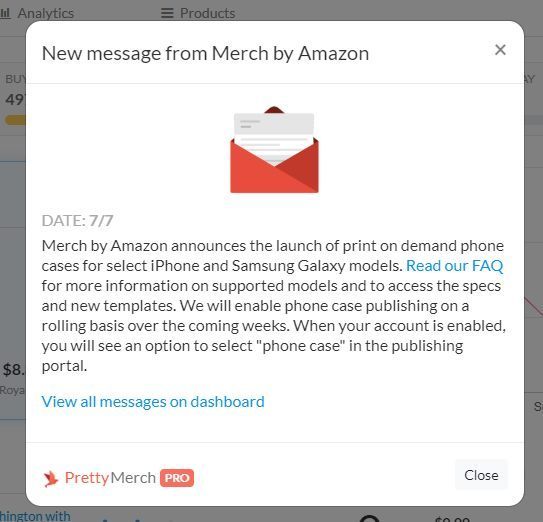 Analytics
Products
New message from Merch by Amazon
×
BUY
AY
497
DATE: 7/7
Merch by Amazon announces the launch of print on demand phone
cases for select iPhone and Samsung Galaxy models. Read our FAQ
for more information on supported models and to access the specs
and new templates. We will enable phone case publishing on a
rolling basis over the coming weeks. When your account is enabled,
you will see an option to select "phone case" in the publishing
portal.
$8.
Roya
View all messages on dashboard
PrettyMerch PRO
Close
hington with